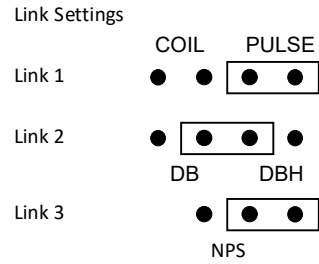 Link Settings
COIL PULSE
Link 1
Link 2
DB DBH
Link 3
NPS